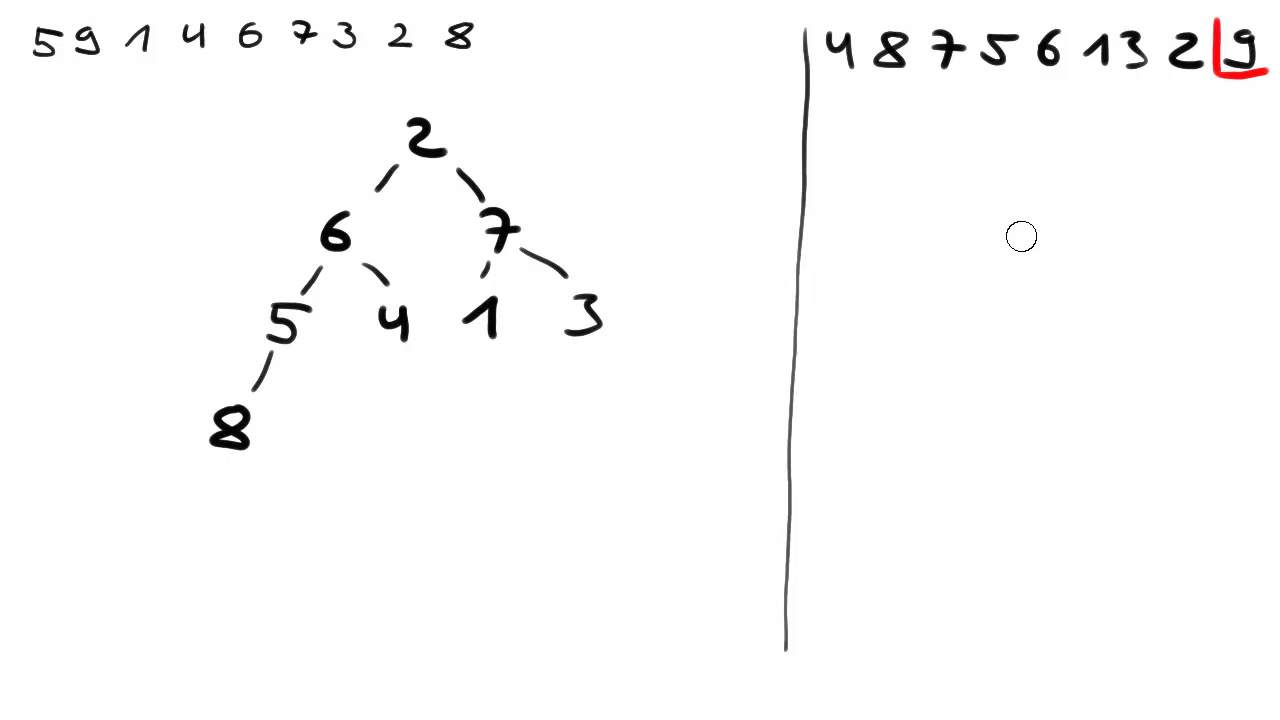 5 9 1 4 6 7 3 2 8
4 8 7 5 6 1 3 2 9
2
6 7
5 4 1 3
8